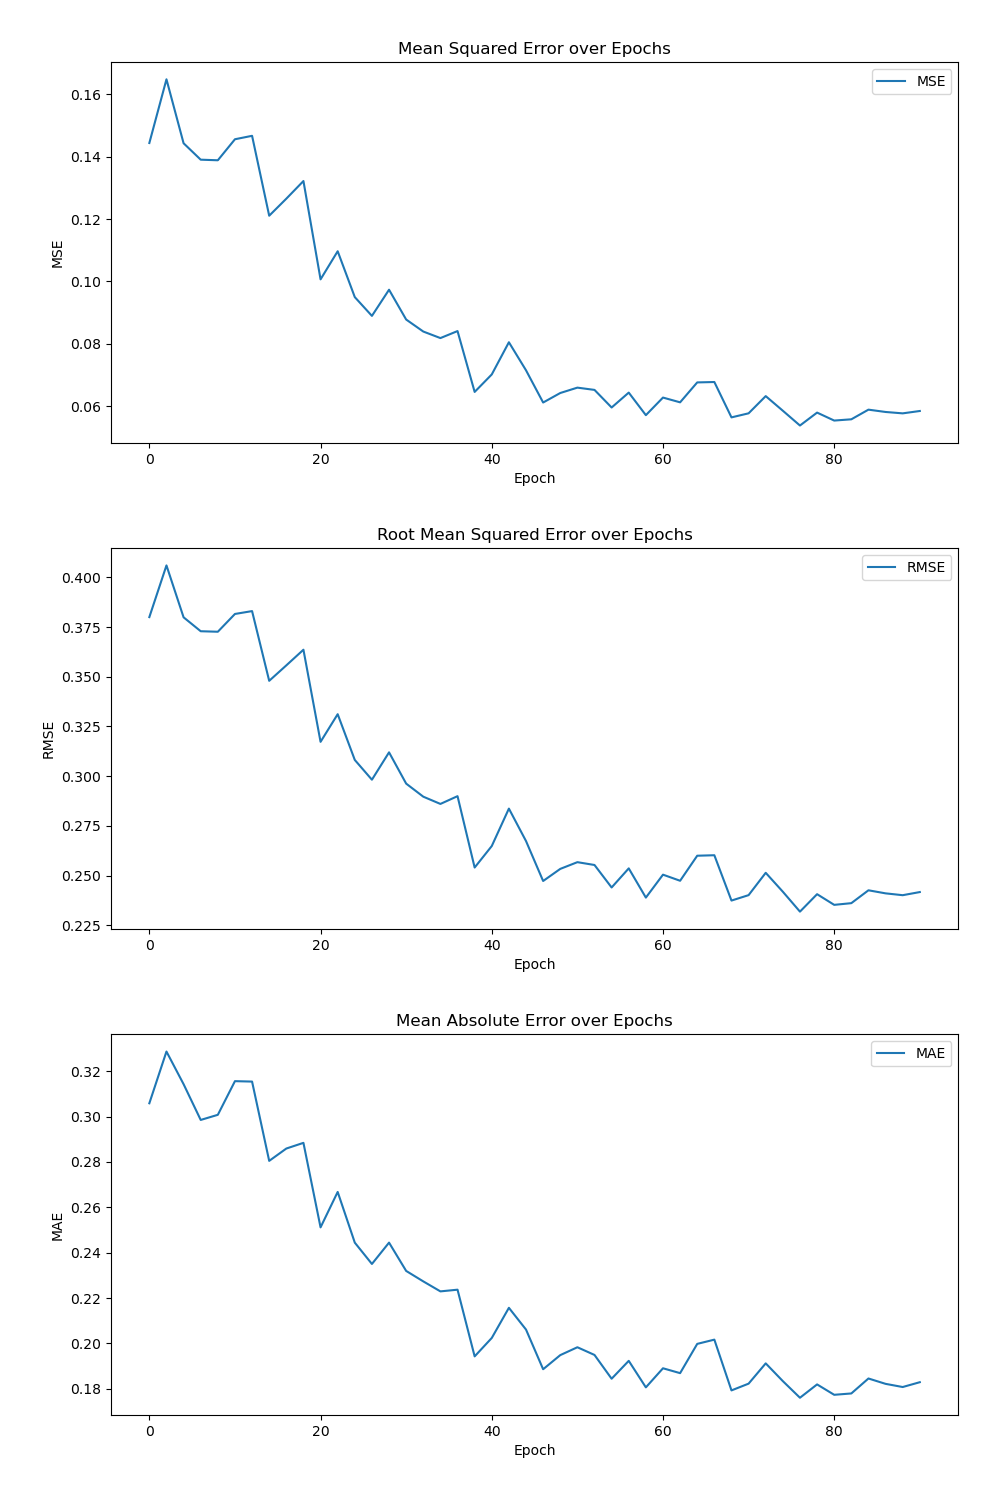 Mean Squared Error over Epochs
MSE
0.16
0.14
0.12
0.10
0.08
0.06
MSE
0 20 40 60 80
Epoch
Root Mean Squared Error over Epochs
RMSE
0.400
0.375
0.350
0.325
0.300
0.275
0.250
0.225
RMSE
0 20 40 60 80
Epoch
Mean Absolute Error over Epochs
MAE
0.32
0.30
0.28
0.26
0.24
0.22
0.20
0.18
MAE
0 20 40 60 80
Epoch